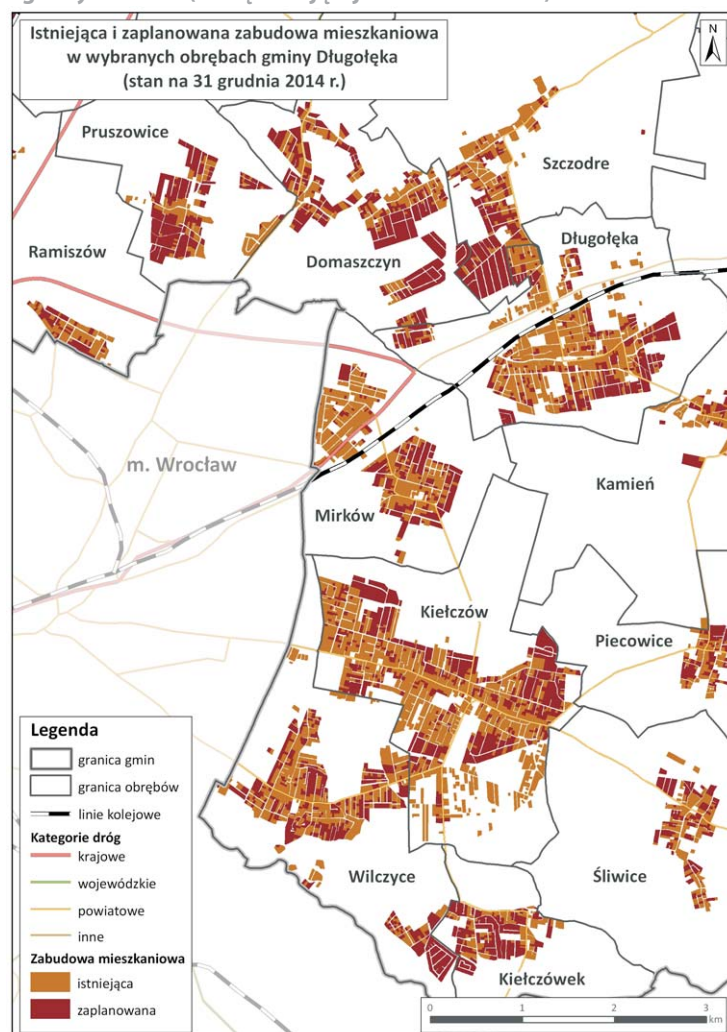 Istniejąca i zaplanowana zabudowa mieszkaniowa
w wybranych obrębach gminy Długołęka
(stan na 31 grudnia 2014 r.)
N
Pruszowice
Szczodre
Długołęka
Ramiszów
Domaszczyn
m. Wrocław
Kamień
Mirków
Kiełczów
Piecowice
Legenda
granica gmin
granica obrębów
linie kolejowe
Kategorie dróg
krajowe
wojewódzkie
powiatowe
inne
Zabudowa mieszkaniowa
istniejąca
zaplanowana
Wilczyce
Śliwice
Kiełczówek
0 1 2 3
km